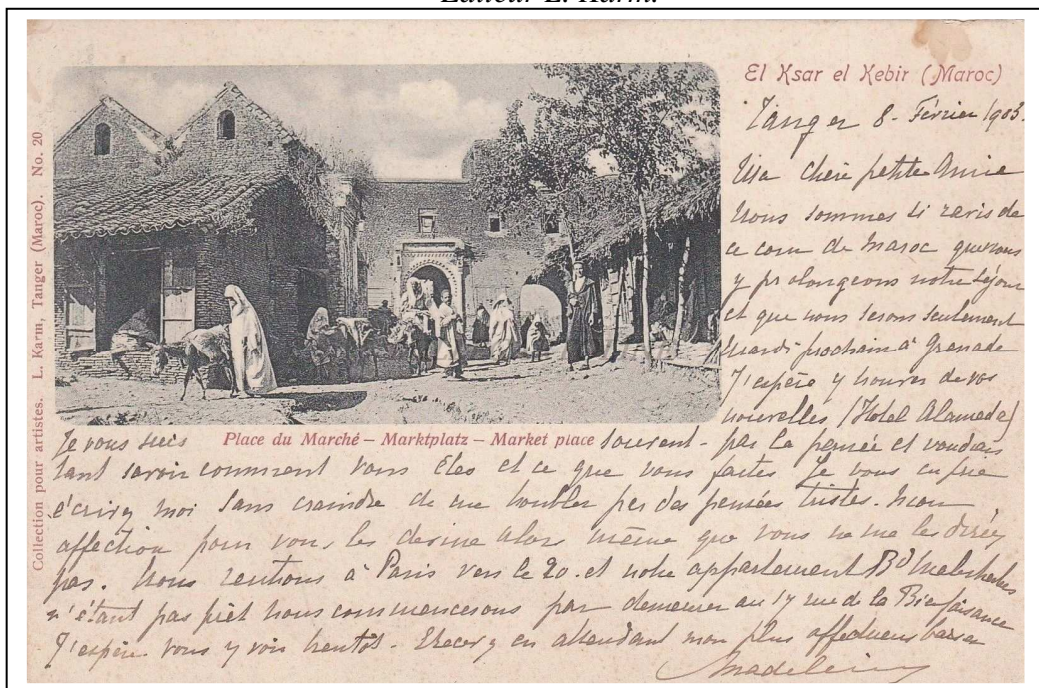 Editeur L. Karm.
El Ksar el Kebir (Maroc)
Collection pour artistes. L. Karm, Tanger (Maroc). No. 20
Tanger 8. Février 1903.
Ma chère petite Amie
Nous sommes si ravis de
ce coin de Maroc que nous
y prolongeons notre séjour
et que nous serons seulement
Mardi prochain à Grenade
J'espère y trouver de vos
nouvelles (Hotel Alameda)
Je vous suis souvent - par la pensée et voudrais
Place du Marché – Marktplatz – Market place
tant savoir comment vous êtes et ce que vous faites Je vous en prie
écrivez moi sans craindre de me troubler par des pensées tristes. Mon
affection pour vous les devine alors même que vous ne me les direz
pas. Nous rentrons à Paris vers le 20. et notre appartement Bd Malesherbes
n'étant pas prêt nous commencerons par demeurer au 17 rue de la Bienfaisance
J'espère vous y voir bientôt - Recevez en attendant mon plus affectueux baiser